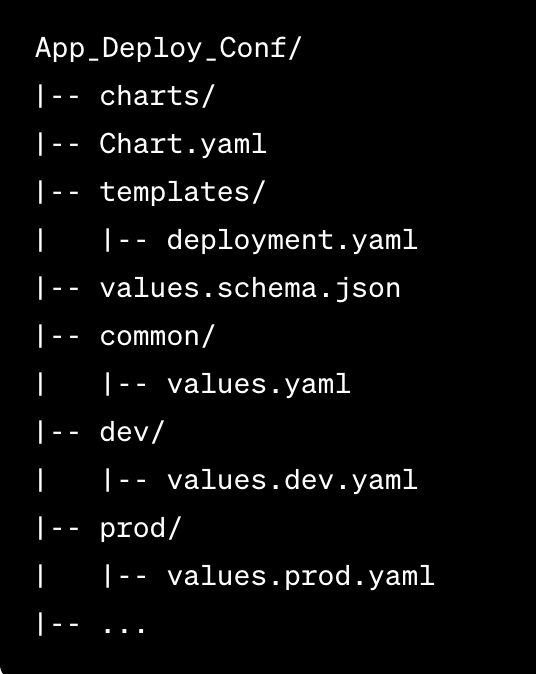 App_Deploy_Conf/
|-- charts/
|-- Chart.yaml
|-- templates/
|   |-- deployment.yaml
|-- values.schema.json
|-- common/
|   |-- values.yaml
|-- dev/
|   |-- values.dev.yaml
|-- prod/
|   |-- values.prod.yaml
|-- ...